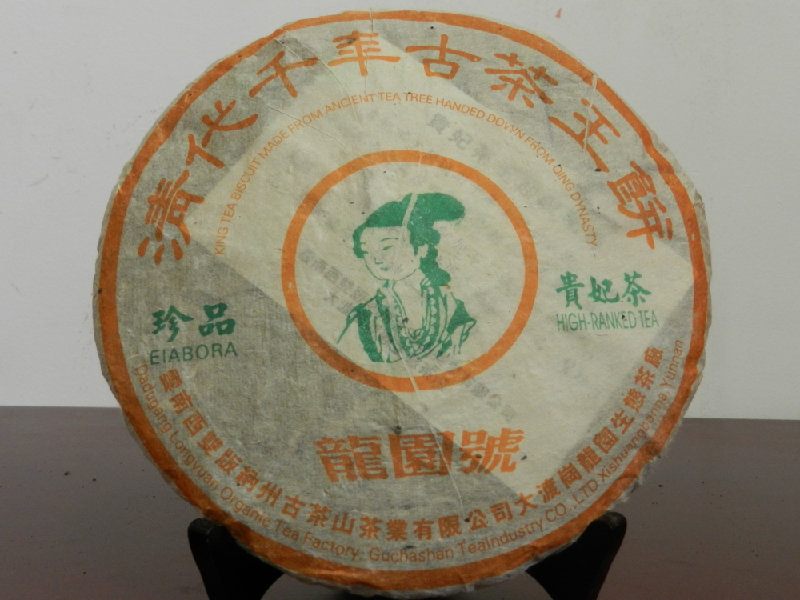 清代千年古茶王餅
KING TEA BISCUIT MADE FROM ANCIENT TEA TREE HANDED DOWN FROM QING DYNASTY
珍品
EIABORA
貴妃茶
HIGH-RANKED TEA
龍園號
雲南西雙版納州古茶山茶業有限公司大渡崗龍園生態茶廠
Dadugang Longyuan Organic Tea Factory, Guchashan TeaIndustry CO., LTD Xishuang Yunnan